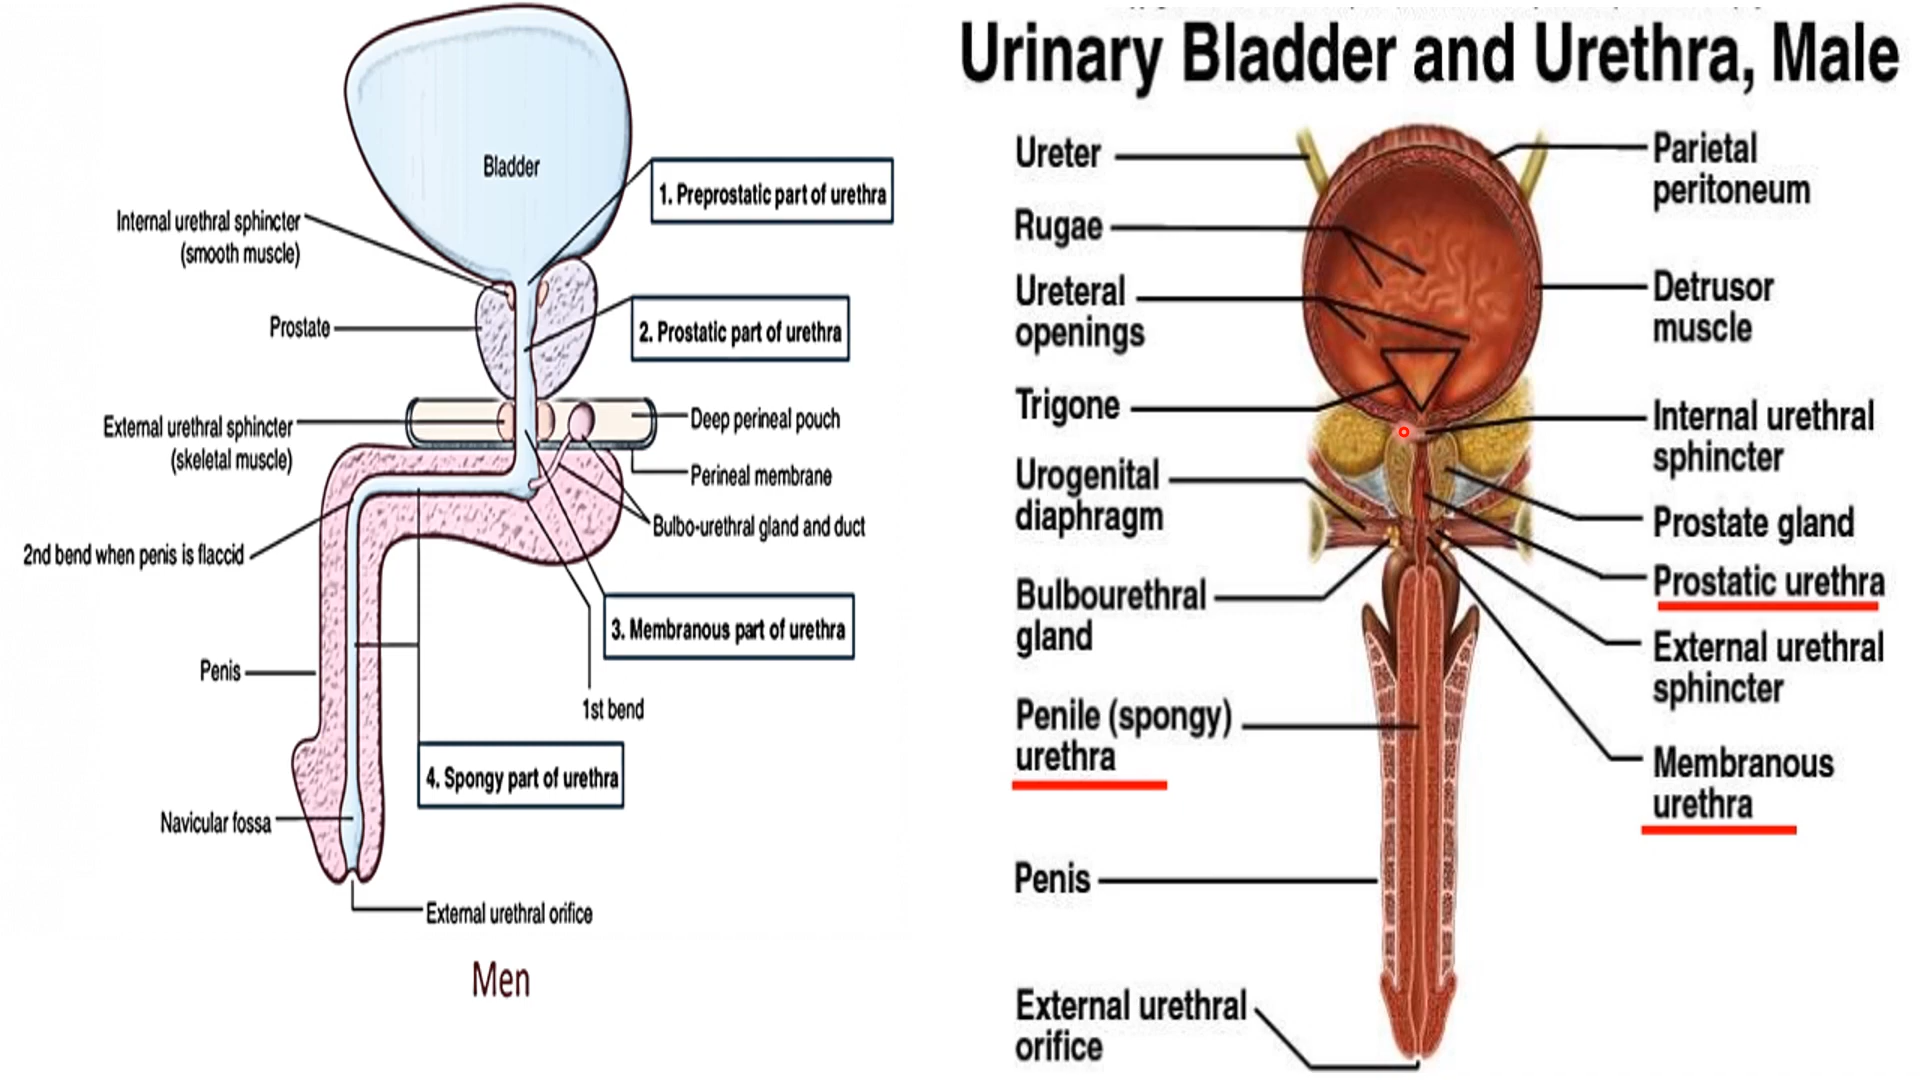 Bladder
1. Preprostatic part of urethra
Internal urethral sphincter
(smooth muscle)
Prostate
2. Prostatic part of urethra
External urethral sphincter
(skeletal muscle)
Deep perineal pouch
Perineal membrane
Bulbo-urethral gland and duct
2nd bend when penis is flaccid
3. Membranous part of urethra
Penis
1st bend
4. Spongy part of urethra
Navicular fossa
External urethral orifice
Men
Urinary Bladder and Urethra, Male
Ureter
Rugae
Ureteral
openings
Trigone
Urogenital
diaphragm
Bulbourethral
gland
Penile (spongy)
urethra
Penis
External urethral
orifice
Parietal
peritoneum
Detrusor
muscle
Internal urethral
sphincter
Prostate gland
Prostatic urethra
External urethral
sphincter
Membranous
urethra